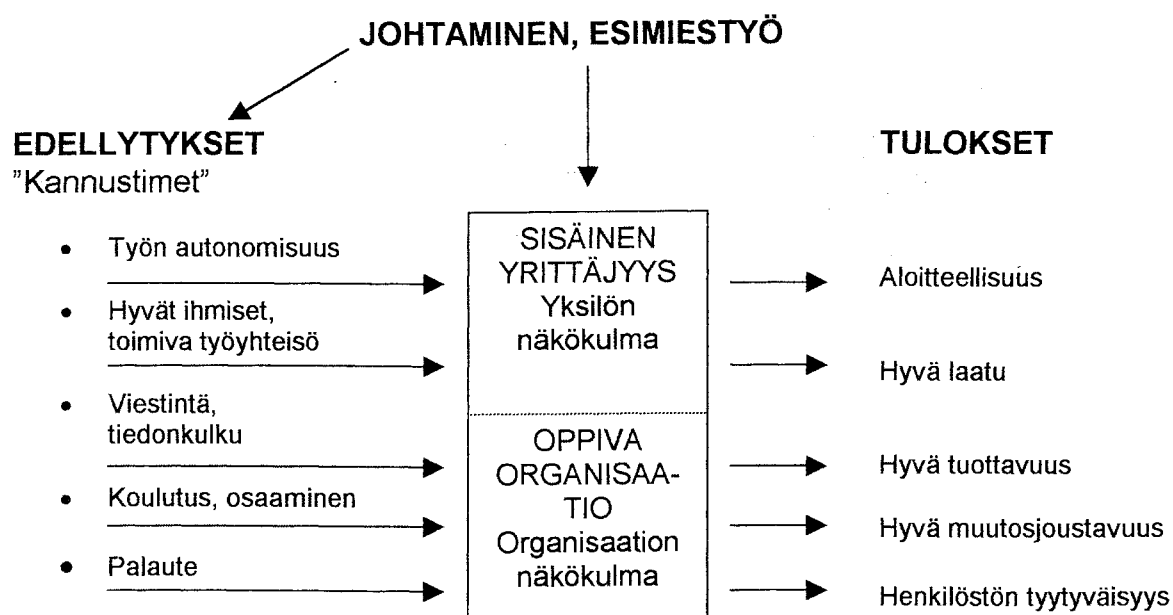 JOHTAMINEN, ESIMIESTYÖ
EDELLYTYKSET
"Kannustimet"
• Työn autonomisuus
• Hyvät ihmiset,
toimiva työyhteisö
• Viestintä,
tiedonkulku
• Koulutus, osaaminen
• Palaute
SISÄINEN
YRITTÄJYYS
Yksilön
näkökulma
OPPIVA
ORGANISAA-
TIO
Organisaation
näkökulma
TULOKSET
Aloitteellisuus
Hyvä laatu
Hyvä tuottavuus
Hyvä muutosjoustavuus
Henkilöstön tyytyväisyys